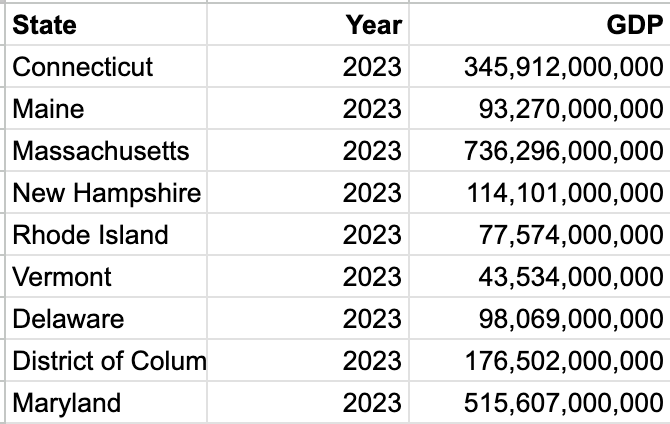 State Year GDP
Connecticut 2023 345,912,000,000
Maine 2023 93,270,000,000
Massachusetts 2023 736,296,000,000
New Hampshire 2023 114,101,000,000
Rhode Island 2023 77,574,000,000
Vermont 2023 43,534,000,000
Delaware 2023 98,069,000,000
District of Colum 2023 176,502,000,000
Maryland 2023 515,607,000,000